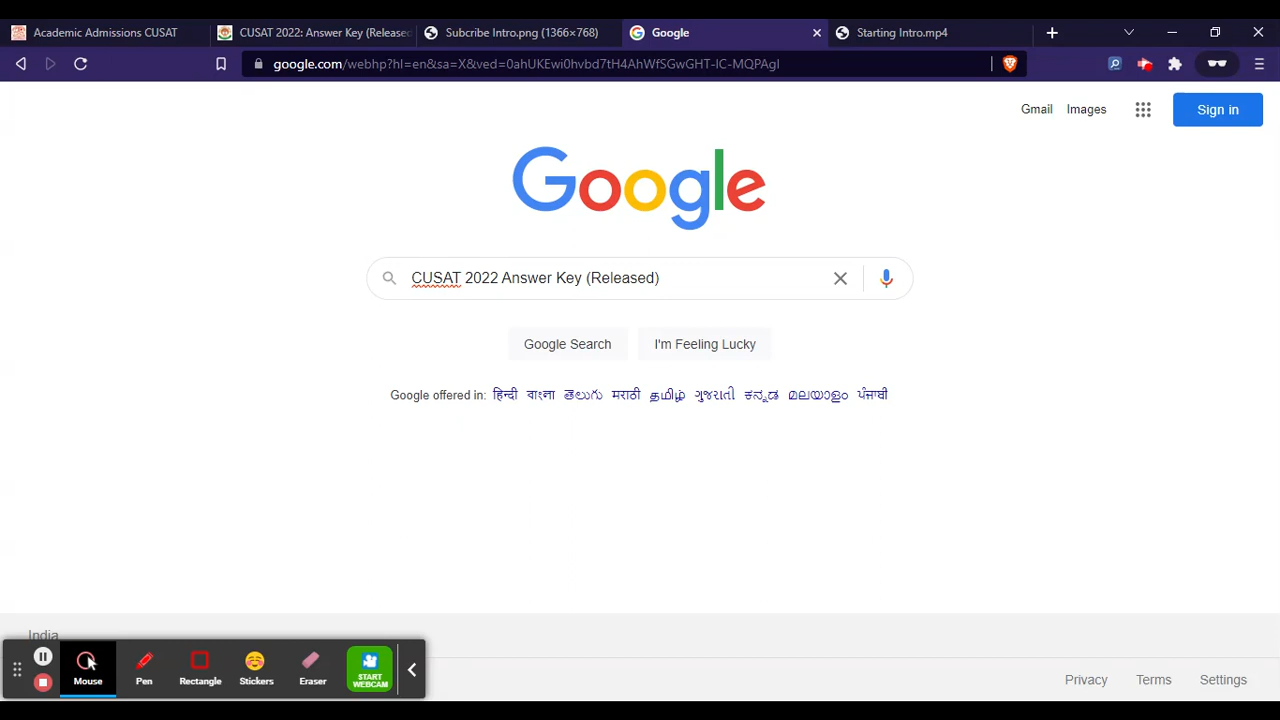 Academic Admissions CUSAT
CUSAT 2022: Answer Key (Release
Subcribe Intro.png (1366×768)
Google
Starting Intro.mp4
google.com/webhp?hl=en&sa=X&ved=0ahUKEwi0hvbd7tH4AhWfSGwGHT-IC-MQPAgI
Gmail
Images
Sign in
Google
CUSAT 2022 Answer Key (Released)
Google Search
I'm Feeling Lucky
Google offered in: हिन्दी বাংলা తెలుగు मराठी தமிழ் ગુજરાતી ಕನ್ನಡ മലയാളം ਪੰਜਾਬੀ
India
Mouse
Pen
Rectangle
Stickers
Eraser
START
WEBCAM
Privacy
Terms
Settings